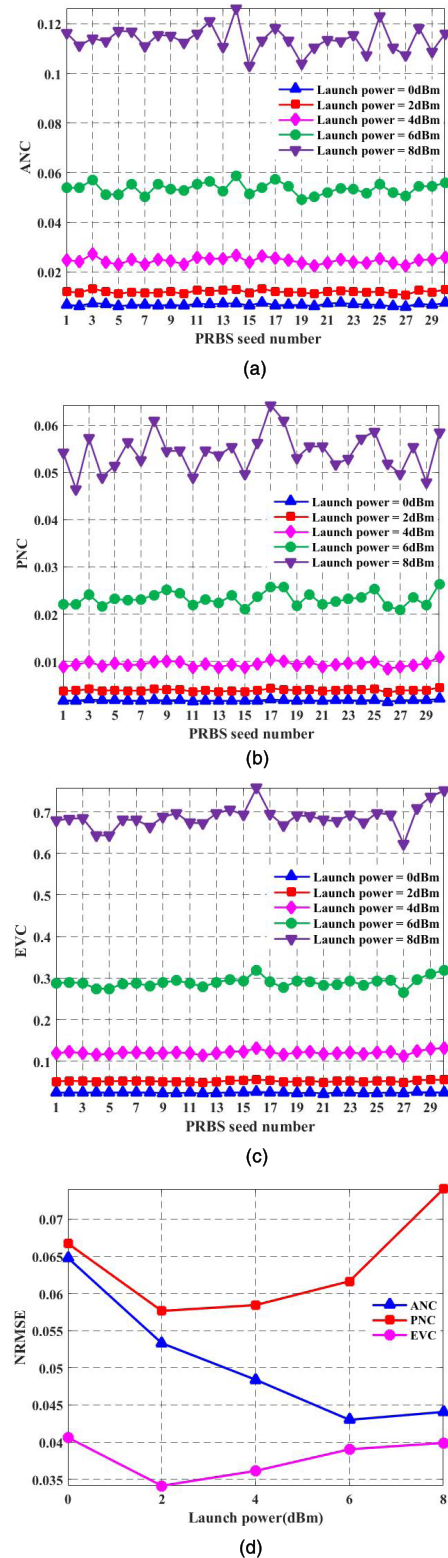 0.12
0.1
0.08
0.06
0.04
0.02
ANC
Launch power = 0dBm
Launch power = 2dBm
Launch power = 4dBm
Launch power = 6dBm
Launch power = 8dBm
1 3 5 7 9 11 13 15 17 19 21 23 25 27 29
PRBS seed number
(a)
0.06
0.05
0.04
0.03
0.02
0.01
PNC
Launch power = 0dBm
Launch power = 2dBm
Launch power = 4dBm
Launch power = 6dBm
Launch power = 8dBm
1 3 5 7 9 11 13 15 17 19 21 23 25 27 29
PRBS seed number
(b)
0.7
0.6
0.5
0.4
0.3
0.2
0.1
EVC
Launch power = 0dBm
Launch power = 2dBm
Launch power = 4dBm
Launch power = 6dBm
Launch power = 8dBm
1 3 5 7 9 11 13 15 17 19 21 23 25 27 29
PRBS seed number
(c)
0.07
0.065
0.06
0.055
0.05
0.045
0.04
0.035
NRMSE
ANC
PNC
EVC
0 2 4 6 8
Launch power(dBm)
(d)